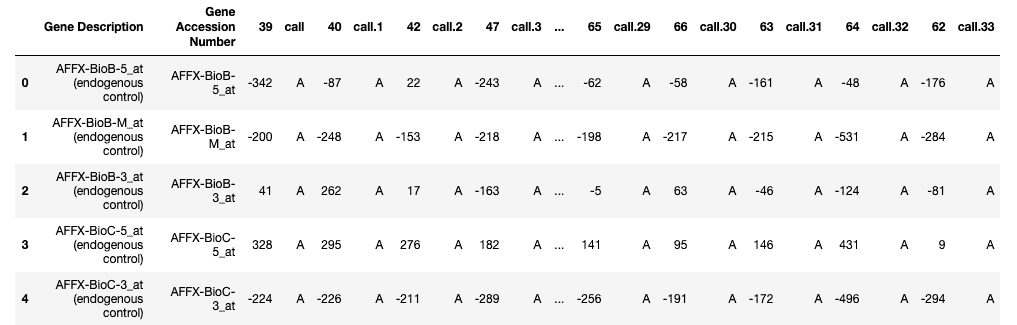 Gene Description Gene Accession Number 39 call 40 call.1 42 call.2 47 call.3 ... 65 call.29 66 call.30 63 call.31 64 call.32 62 call.33
0 AFFX-BioB-5_at (endogenous control) AFFX-BioB-5_at -342 A -87 A 22 A -243 A ... -62 A -58 A -161 A -48 A -176 A
1 AFFX-BioB-M_at (endogenous control) AFFX-BioB-M_at -200 A -248 A -153 A -218 A ... -198 A -217 A -215 A -531 A -284 A
2 AFFX-BioB-3_at (endogenous control) AFFX-BioB-3_at 41 A 262 A 17 A -163 A ... -5 A 63 A -46 A -124 A -81 A
3 AFFX-BioC-5_at (endogenous control) AFFX-BioC-5_at 328 A 295 A 276 A 182 A ... 141 A 95 A 146 A 431 A 9 A
4 AFFX-BioC-3_at (endogenous control) AFFX-BioC-3_at -224 A -226 A -211 A -289 A ... -256 A -191 A -172 A -496 A -294 A